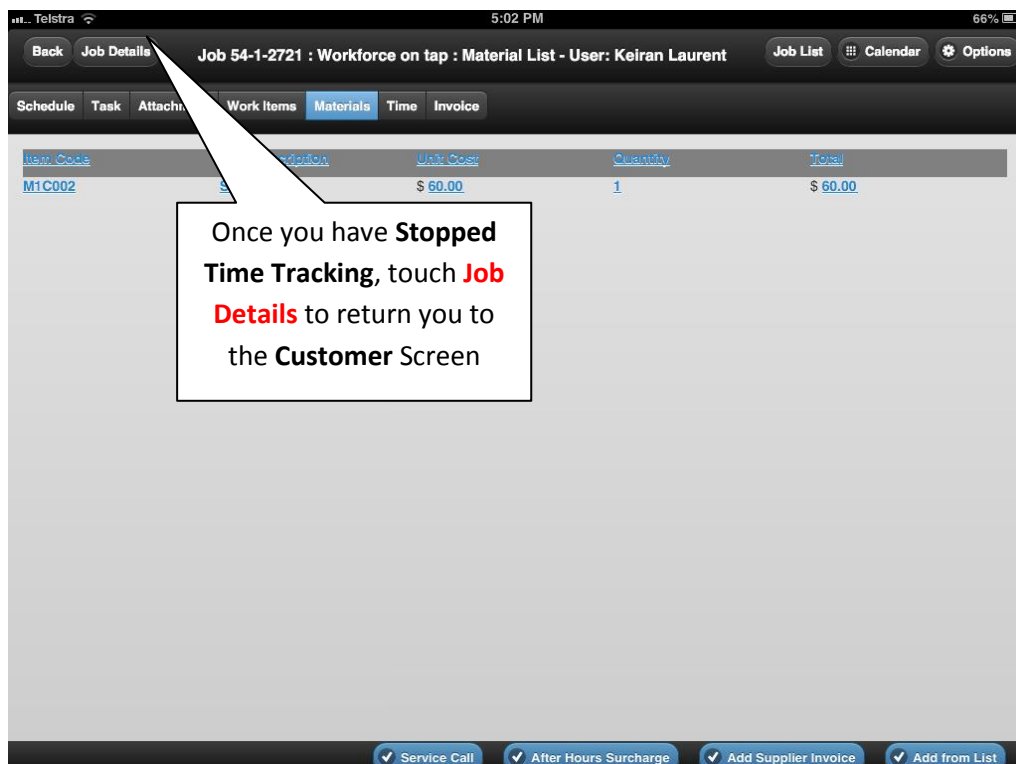 Telstra 5:02 PM 66%
Back Job Details Job 54-1-2721 : Workforce on tap : Material List - User: Keiran Laurent Job List Calendar Options
Schedule Task Work Items Materials Time Invoice
Item Code Unit Cost Quantity Total
M1C002 $ 60.00 1 $ 60.00
Once you have Stopped
Time Tracking, touch Job
Details to return you to
the Customer Screen
Service Call After Hours Surcharge Add Supplier Invoice Add from List